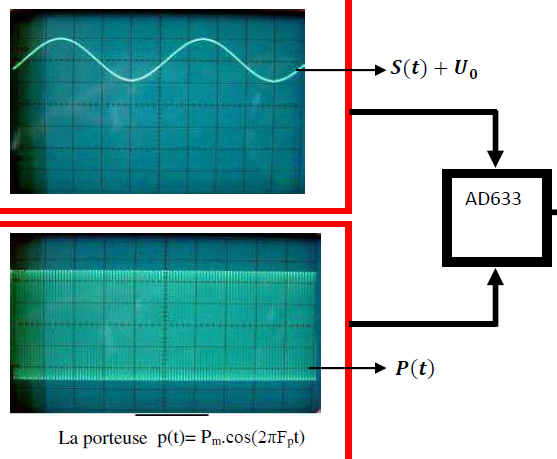 S(t) + U₀
AD633
P(t)
La porteuse p(t)= Pₘ.cos(2πFₚt)